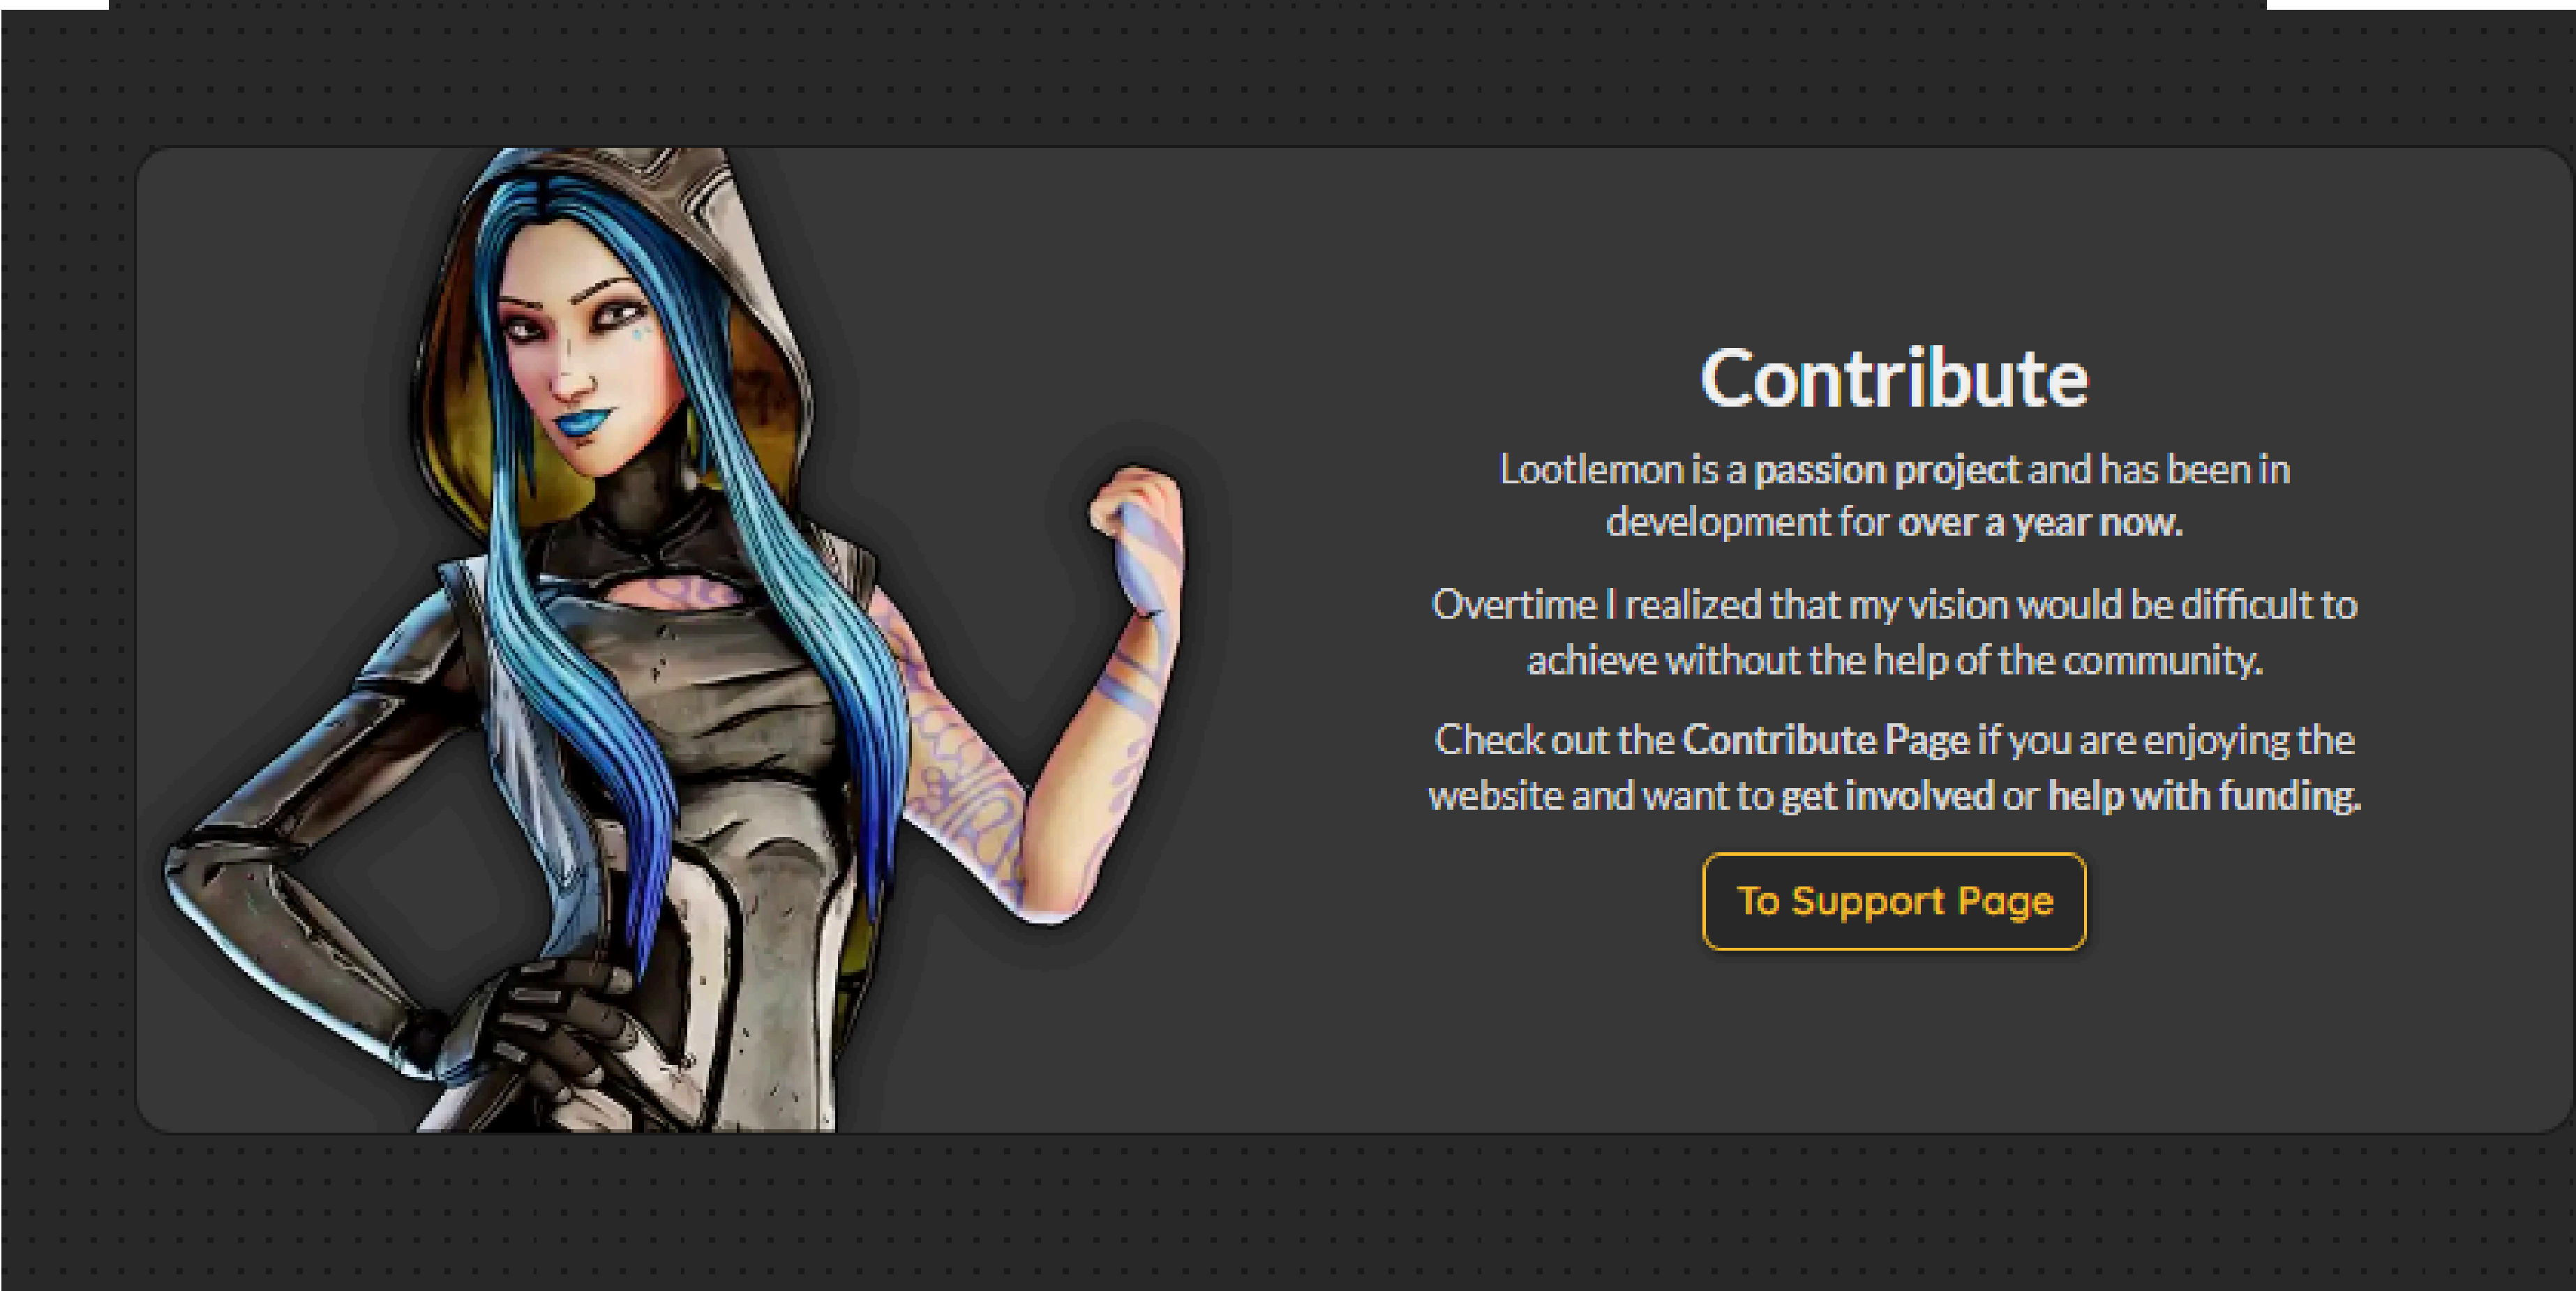 Contribute
Lootlemon is a passion project and has been in
development for over a year now.
Overtime I realized that my vision would be difficult to
achieve without the help of the community.
Check out the Contribute Page if you are enjoying the
website and want to get involved or help with funding.
To Support Page